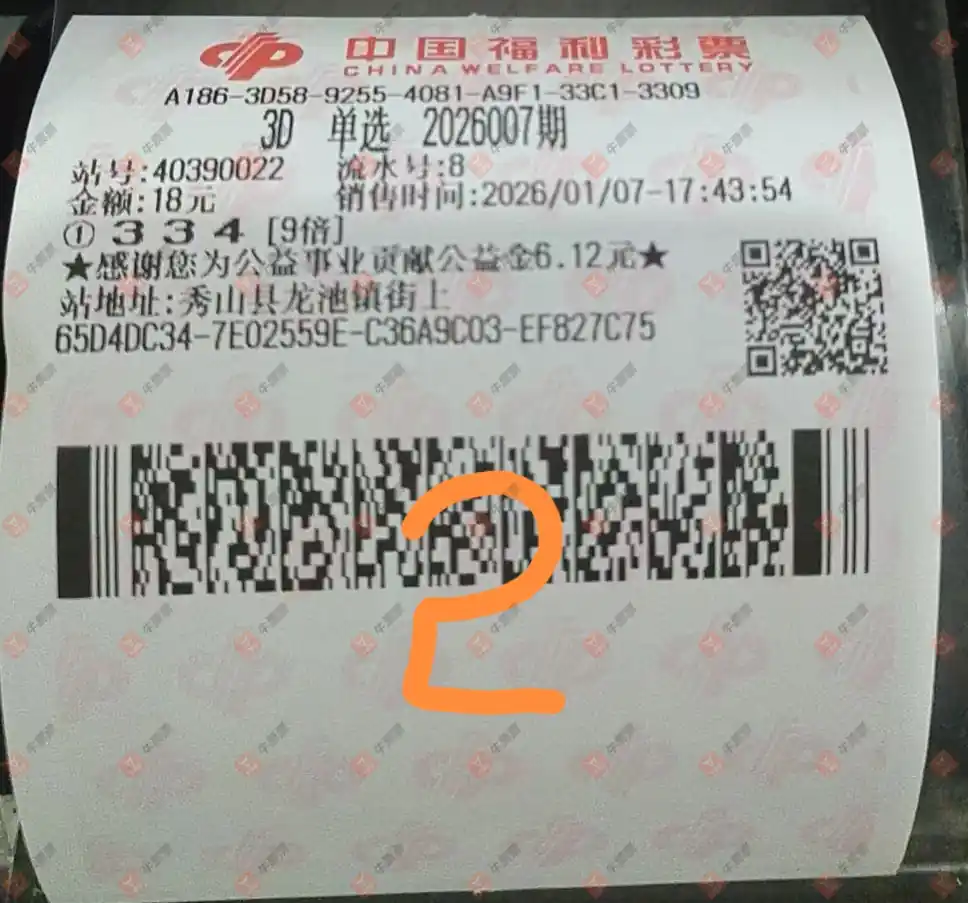 中国福利彩票
CHINA WELFARE LOTTERY
A186-3D58-9255-4081-A9F1-33C1-3309
3D 单选 2026007期
站号:40390022 流水号:8
金额:18元 销售时间:2026/01/07-17:43:54
① 3 3 4 [9倍]
★感谢您为公益事业贡献公益金6.12元★
站地址:秀山县龙池镇街上
65D4DC34-7E02559E-C36A9C03-EF827C75
2